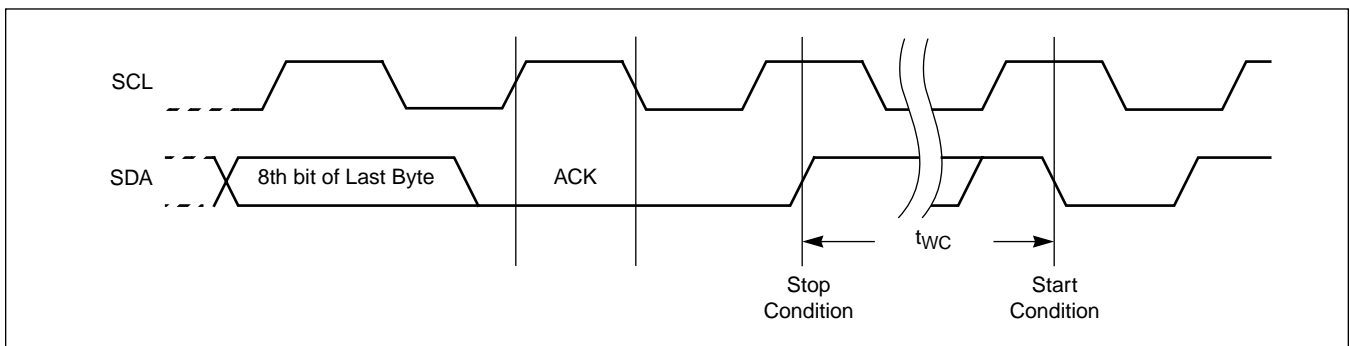 SCL
SDA
8th bit of Last Byte
ACK
tWC
Stop
Condition
Start
Condition